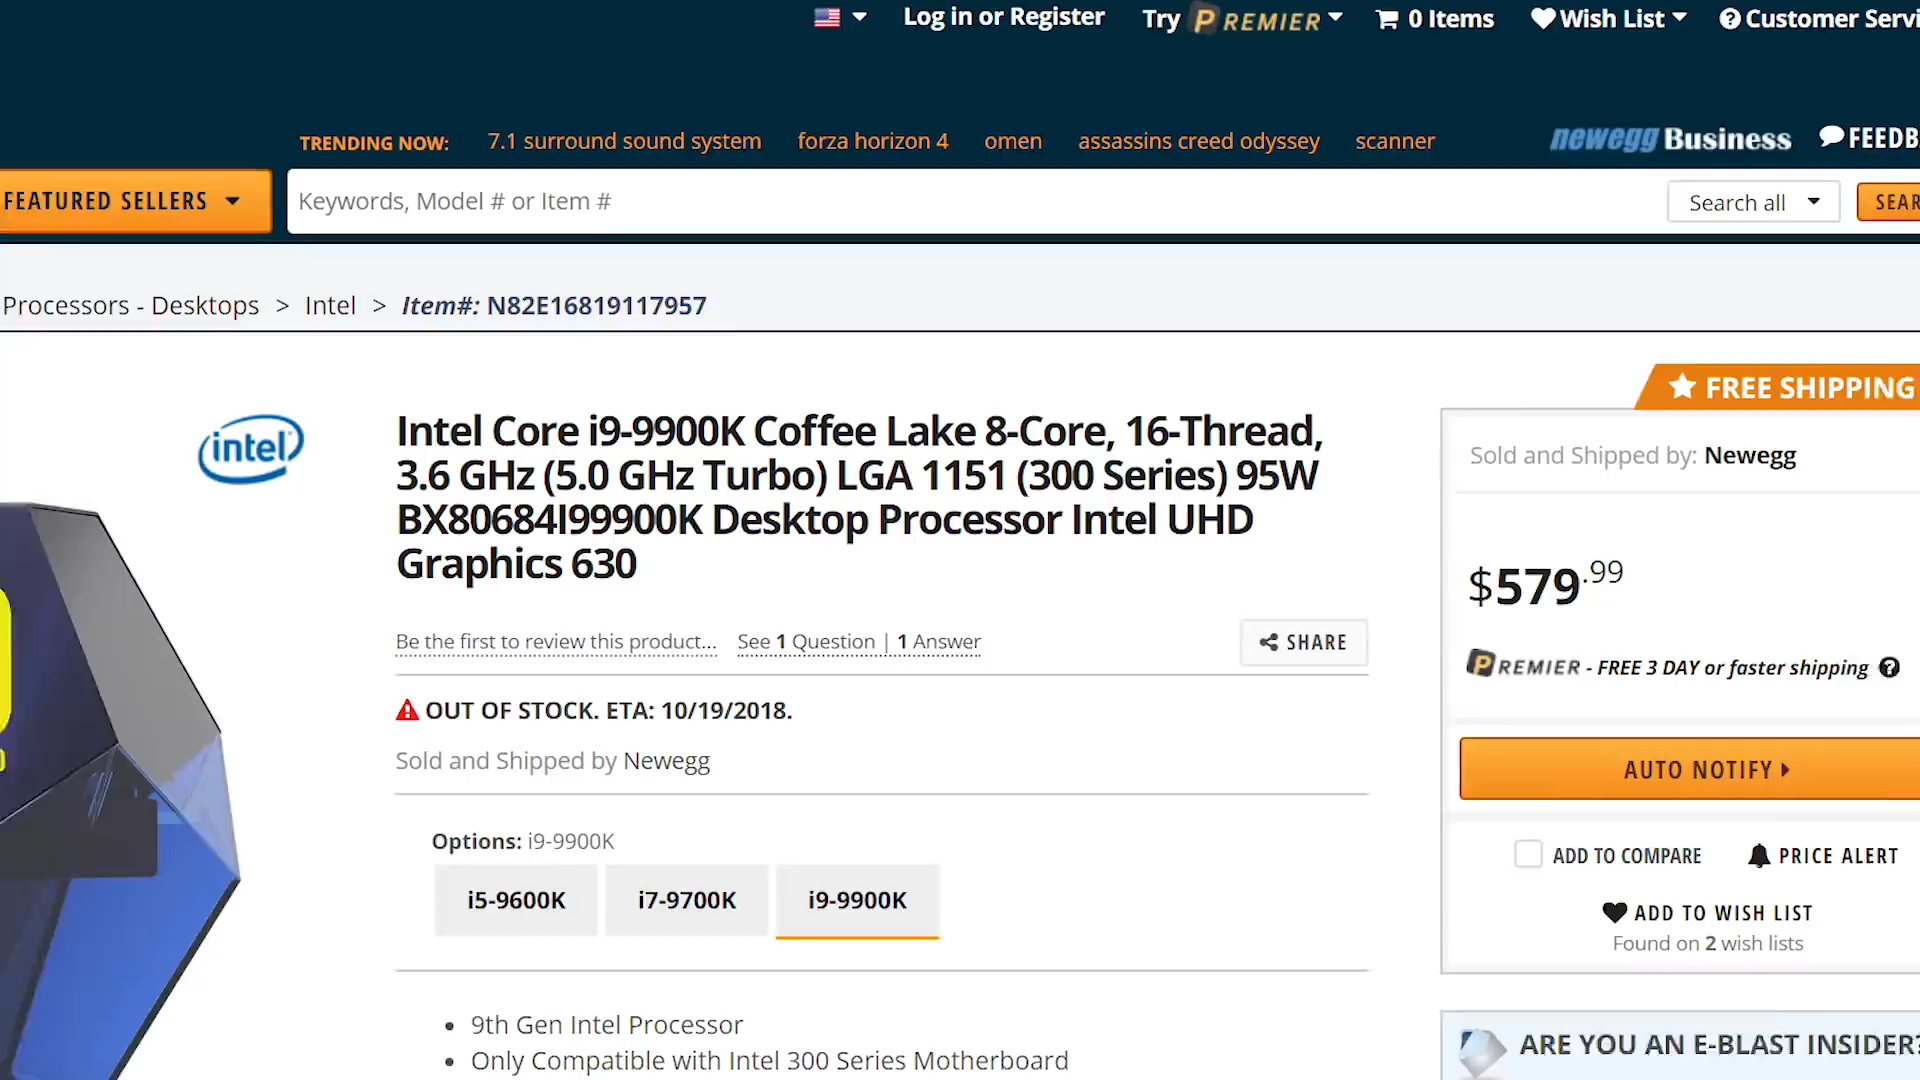 Log in or Register
Try PREMIER
0 Items
Wish List
Customer Servi
TRENDING NOW: 7.1 surround sound system forza horizon 4 omen assassins creed odyssey scanner
newegg Business
FEEDB
FEATURED SELLERS
Keywords, Model # or Item #
Search all
SEAR
Processors - Desktops > Intel > Item#: N82E16819117957
FREE SHIPPING
intel
Intel Core i9-9900K Coffee Lake 8-Core, 16-Thread,
3.6 GHz (5.0 GHz Turbo) LGA 1151 (300 Series) 95W
BX80684I99900K Desktop Processor Intel UHD
Graphics 630
Be the first to review this product... See 1 Question | 1 Answer
SHARE
OUT OF STOCK. ETA: 10/19/2018.
Sold and Shipped by Newegg
Options: i9-9900K
i5-9600K
i7-9700K
i9-9900K
9th Gen Intel Processor
Only Compatible with Intel 300 Series Motherboard
Sold and Shipped by: Newegg
$579.99
PREMIER - FREE 3 DAY or faster shipping
AUTO NOTIFY
ADD TO COMPARE
PRICE ALERT
ADD TO WISH LIST
Found on 2 wish lists
ARE YOU AN E-BLAST INSIDER?